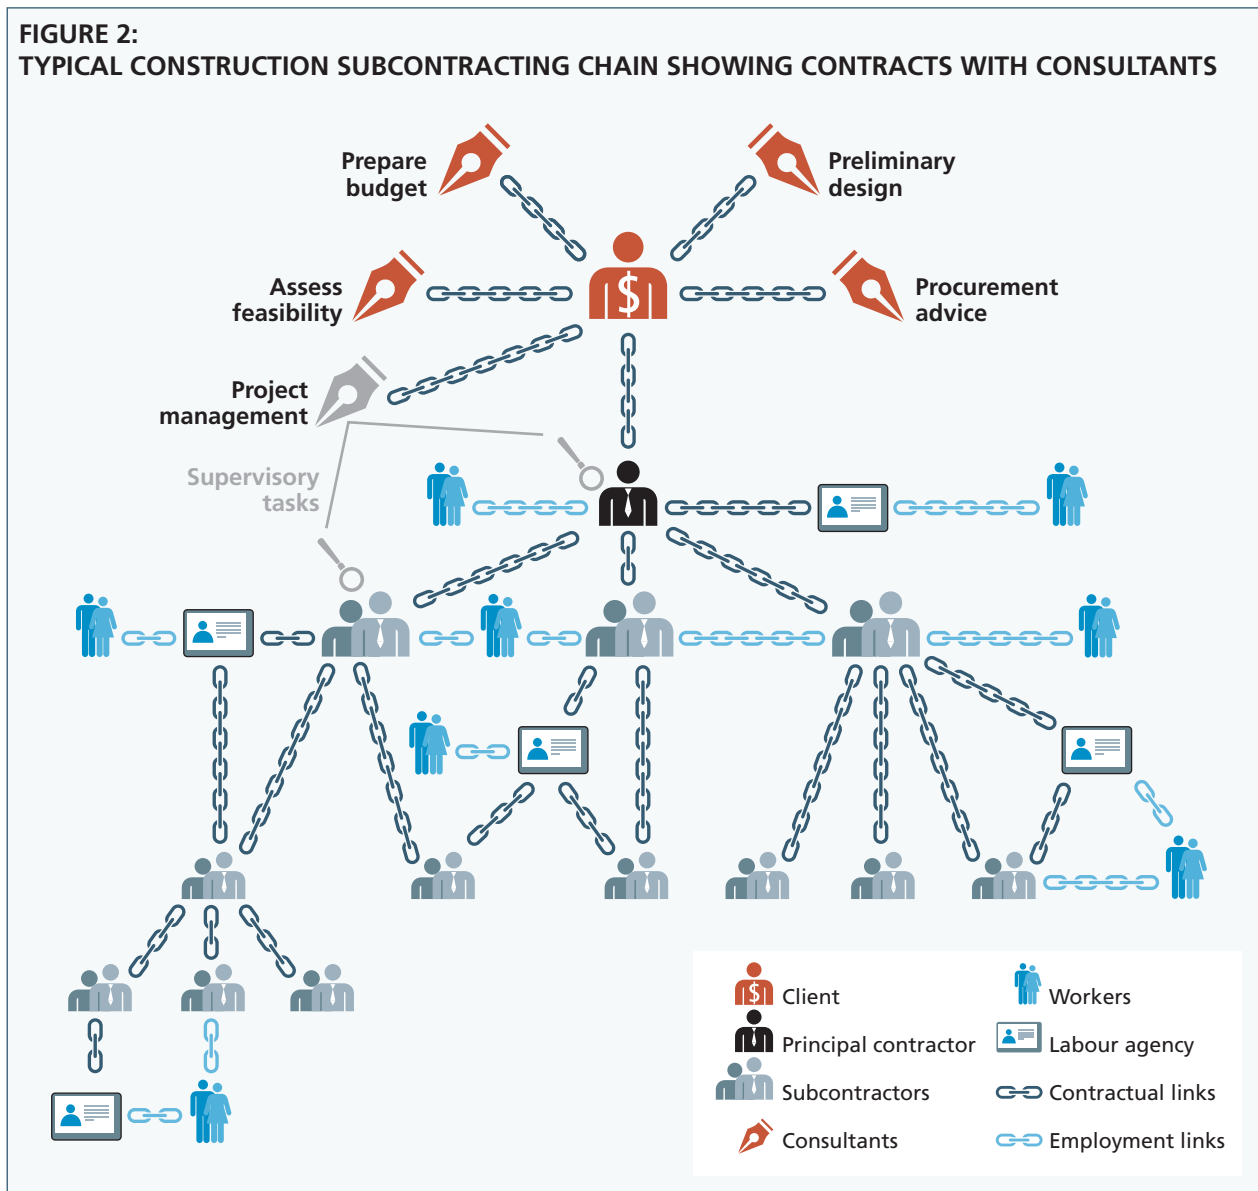 FIGURE 2:
TYPICAL CONSTRUCTION SUBCONTRACTING CHAIN SHOWING CONTRACTS WITH CONSULTANTS
Prepare
budget
Preliminary
design
Assess
feasibility
$
Procurement
advice
Project
management
Supervisory
tasks
$
Client
Workers
Principal contractor
Labour agency
Subcontractors
Contractual links
Consultants
Employment links